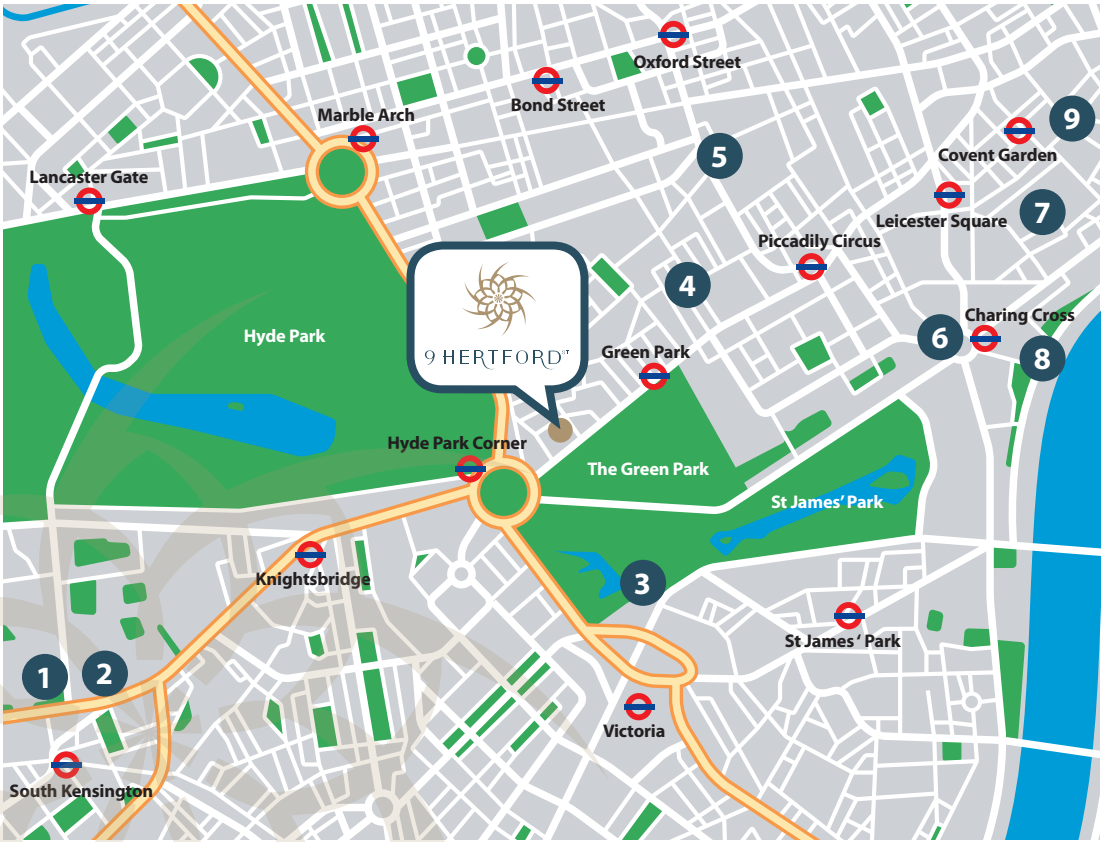 Oxford Street
Bond Street
Marble Arch
9
Covent Garden
5
Lancaster Gate
Leicester Square
7
Piccadily Circus
4
Charing Cross
6
8
Hyde Park
9 HERTFORD ST
Green Park
Hyde Park Corner
The Green Park
St James' Park
Knightsbridge
3
St James ‘ Park
1
2
Victoria
South Kensington